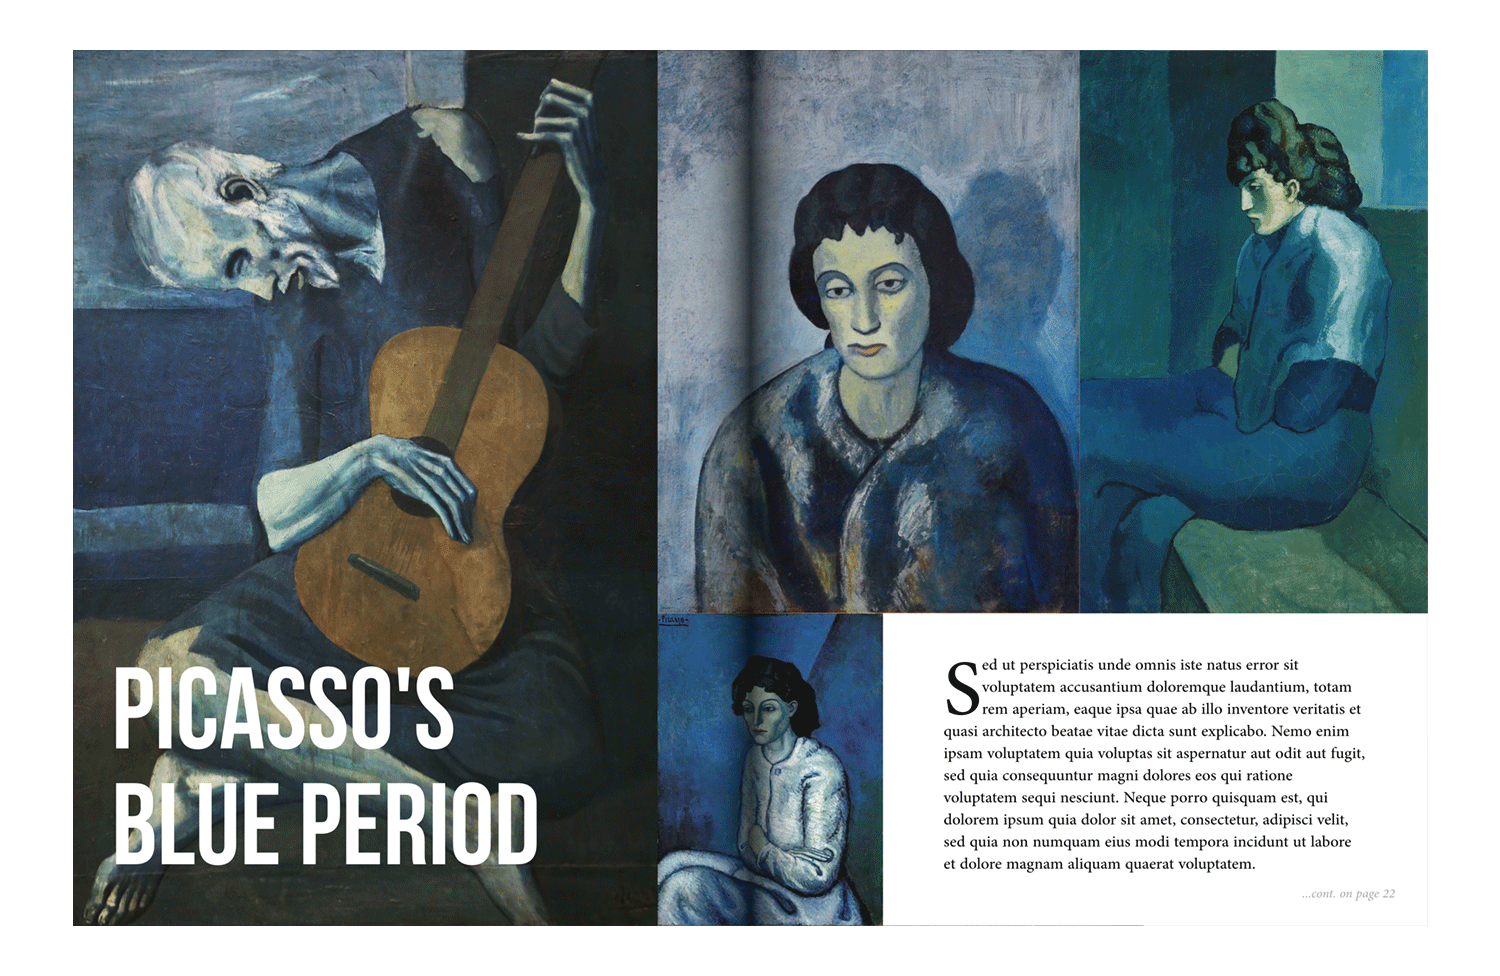 PICASSO'S
BLUE PERIOD
-Picasso-
Sed ut perspiciatis unde omnis iste natus error sit
voluptatem accusantium doloremque laudantium, totam
rem aperiam, eaque ipsa quae ab illo inventore veritatis et
quasi architecto beatae vitae dicta sunt explicabo. Nemo enim
ipsam voluptatem quia voluptas sit aspernatur aut odit aut fugit,
sed quia consequuntur magni dolores eos qui ratione
voluptatem sequi nesciunt. Neque porro quisquam est, qui
dolorem ipsum quia dolor sit amet, consectetur, adipisci velit,
sed quia non numquam eius modi tempora incidunt ut labore
et dolore magnam aliquam quaerat voluptatem.
...cont. on page 22